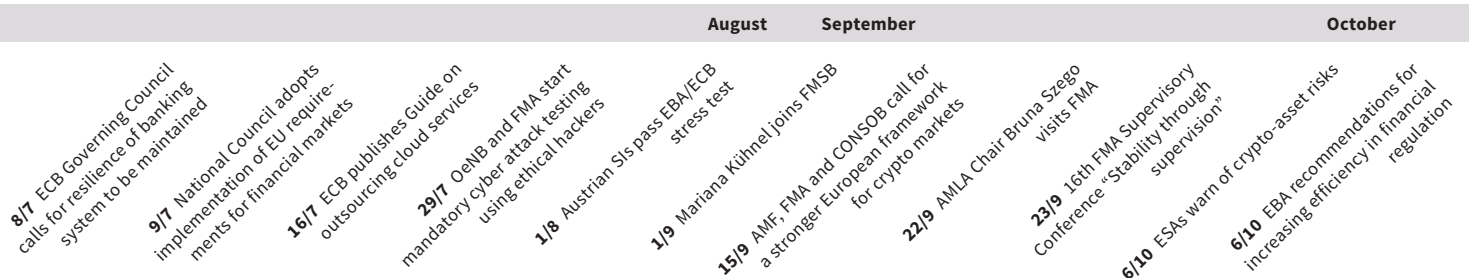 August September October
8/7 ECB Governing Council
calls for resilience of banking
system to be maintained
9/7 National Council adopts
implementation of EU require-
ments for financial markets
16/7 ECB publishes Guide on
outsourcing cloud services
29/7 OeNB and FMA start
mandatory cyber attack testing
using ethical hackers
1/8 Austrian SIs pass EBA/ECB
stress test
1/9 Mariana Kühnel joins FMSB
15/9 AMF, FMA and CONSOB call for
a stronger European framework
for crypto markets
22/9 AMLA Chair Bruna Szego
visits FMA
23/9 16th FMA Supervisory
Conference “Stability through
supervision”
6/10 ESAs warn of crypto-asset risks
6/10 EBA recommendations for
increasing efficiency in financial
regulation